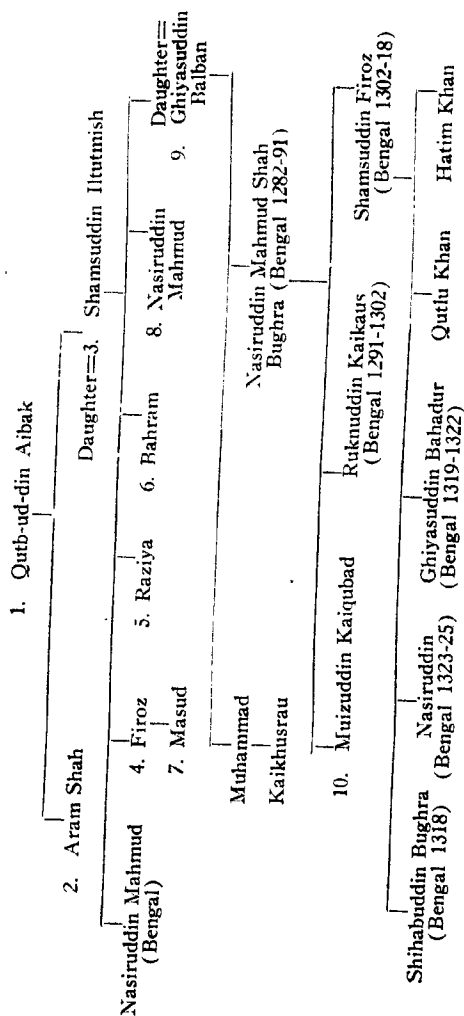 1. Qutb-ud-din Aibak
2. Aram Shah
Daughter=3. Shamsuddin Iltutmish
Nasiruddin Mahmud
(Bengal)
4. Firoz
5. Raziya
6. Bahram
8. Nasiruddin
Mahmud
9. Daughter=
Ghiyasuddin
Balban
7. Masud
Muhammad
Nasiruddin Mahmud Shah
Bughra (Bengal 1282-91)
Kaikhusrau
10. Muizuddin Kaiqubad
Ruknuddin Kaikaus
(Bengal 1291-1302)
Shamsuddin Firoz
(Bengal 1302-18)
Shihabuddin Bughra
(Bengal 1318)
Nasiruddin
(Bengal 1323-25)
Ghiyasuddin Bahadur
(Bengal 1319-1322)
Qutlu Khan
Hatim Khan